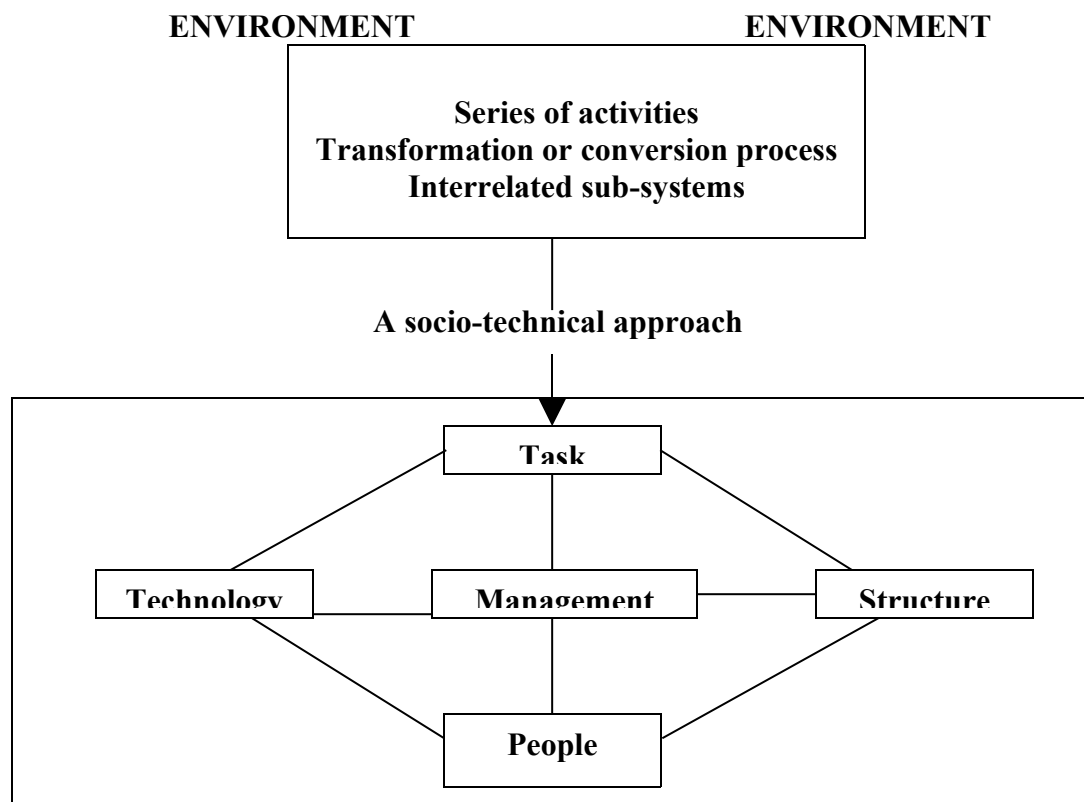 ENVIRONMENT ENVIRONMENT
Series of activities
Transformation or conversion process
Interrelated sub-systems
A socio-technical approach
Task
Technology Management Structure
People